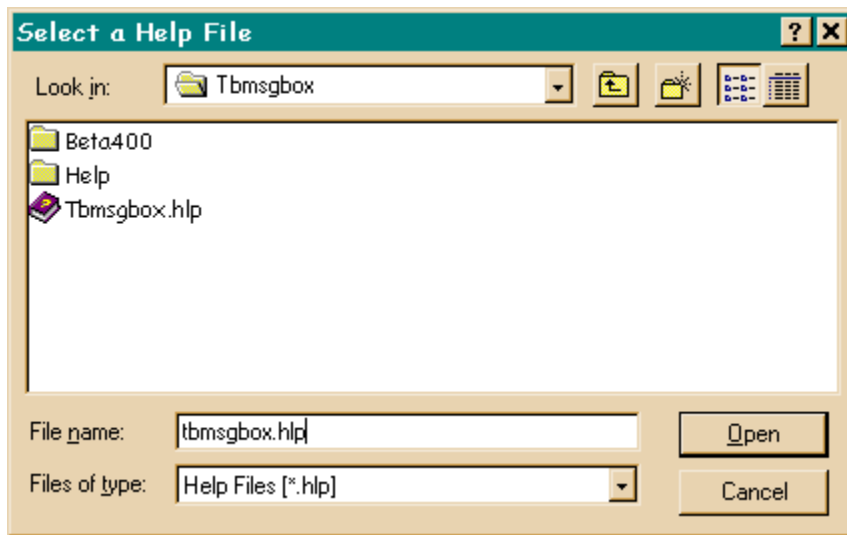 Select a Help File
Look in: Tbmsgbox
Beta400
Help
Tbmsgbox.hlp
File name: tbmsgbox.hlp
Open
Files of type: Help Files [*.hlp]
Cancel